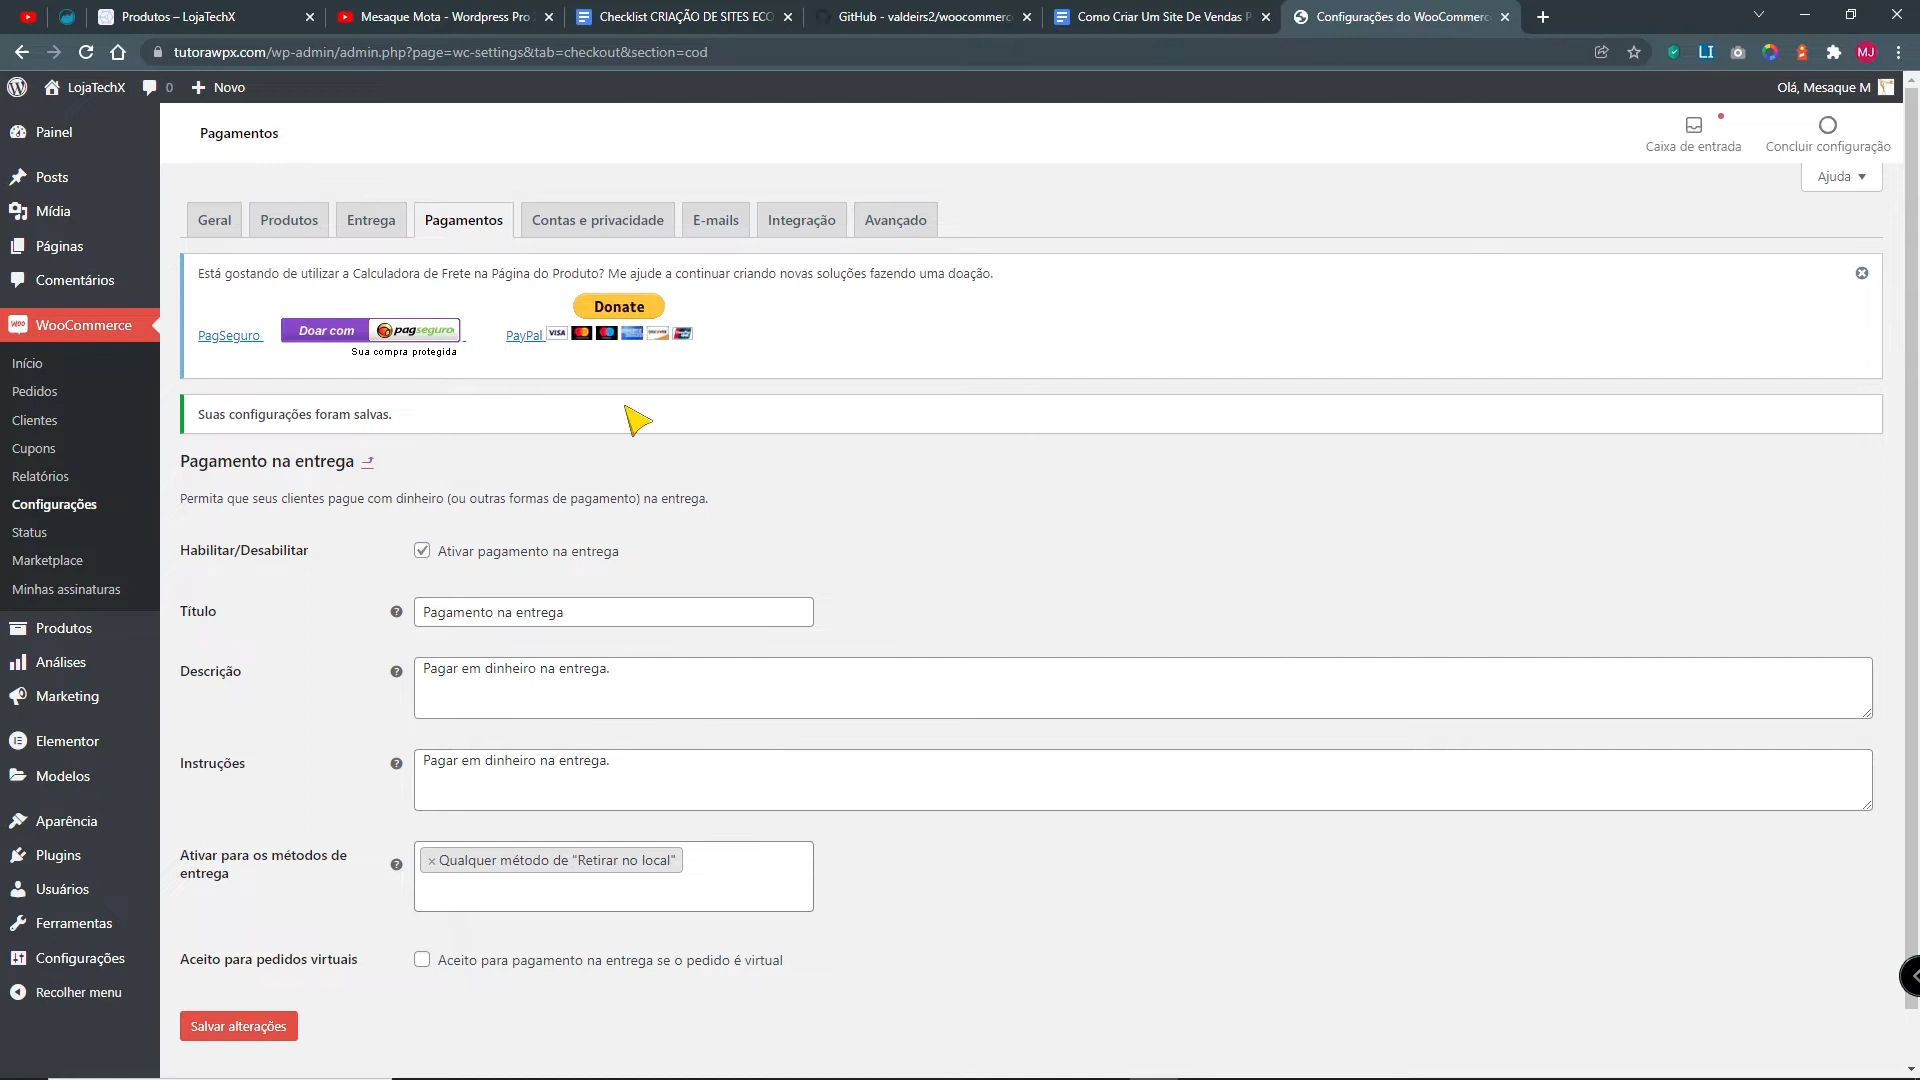 Produtos – LojaTechX
Mesaque Mota - Wordpress Pro
Checklist CRIAÇÃO DE SITES ECO
GitHub - valdeirs2/woocommerc
Como Criar Um Site De Vendas P
Configurações do WooCommerc
tutorawpx.com/wp-admin/admin.php?page=wc-settings&tab=checkout&section=cod
LI
MJ
LojaTechX
0
Novo
Olá, Mesaque M
Painel
Posts
Mídia
Páginas
Comentários
WooCommerce
Início
Pedidos
Clientes
Cupons
Relatórios
Configurações
Status
Marketplace
Minhas assinaturas
Produtos
Análises
Marketing
Elementor
Modelos
Aparência
Plugins
Usuários
Ferramentas
Configurações
Recolher menu
Pagamentos
Caixa de entrada
Concluir configuração
Ajuda
Geral
Produtos
Entrega
Pagamentos
Contas e privacidade
E-mails
Integração
Avançado
Está gostando de utilizar a Calculadora de Frete na Página do Produto? Me ajude a continuar criando novas soluções fazendo uma doação.
PagSeguro
Doar com
pagseguro
Sua compra protegida
PayPal
Donate
VISA
Suas configurações foram salvas.
Pagamento na entrega
Permita que seus clientes pague com dinheiro (ou outras formas de pagamento) na entrega.
Habilitar/Desabilitar
Ativar pagamento na entrega
Título
Pagamento na entrega
Descrição
Pagar em dinheiro na entrega.
Instruções
Pagar em dinheiro na entrega.
Ativar para os métodos de
entrega
×Qualquer método de "Retirar no local"
Aceito para pedidos virtuais
Aceito para pagamento na entrega se o pedido é virtual
Salvar alterações